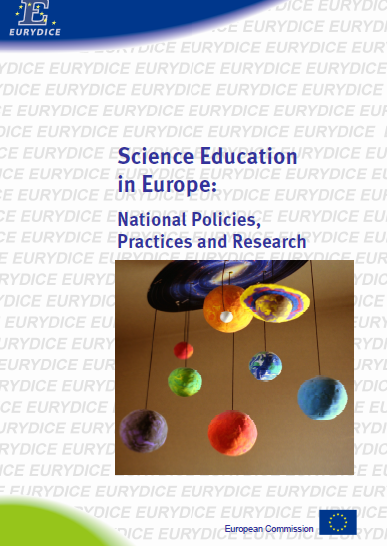 EURYDICE
Science Education
in Europe:
National Policies,
Practices and Research
European Commission